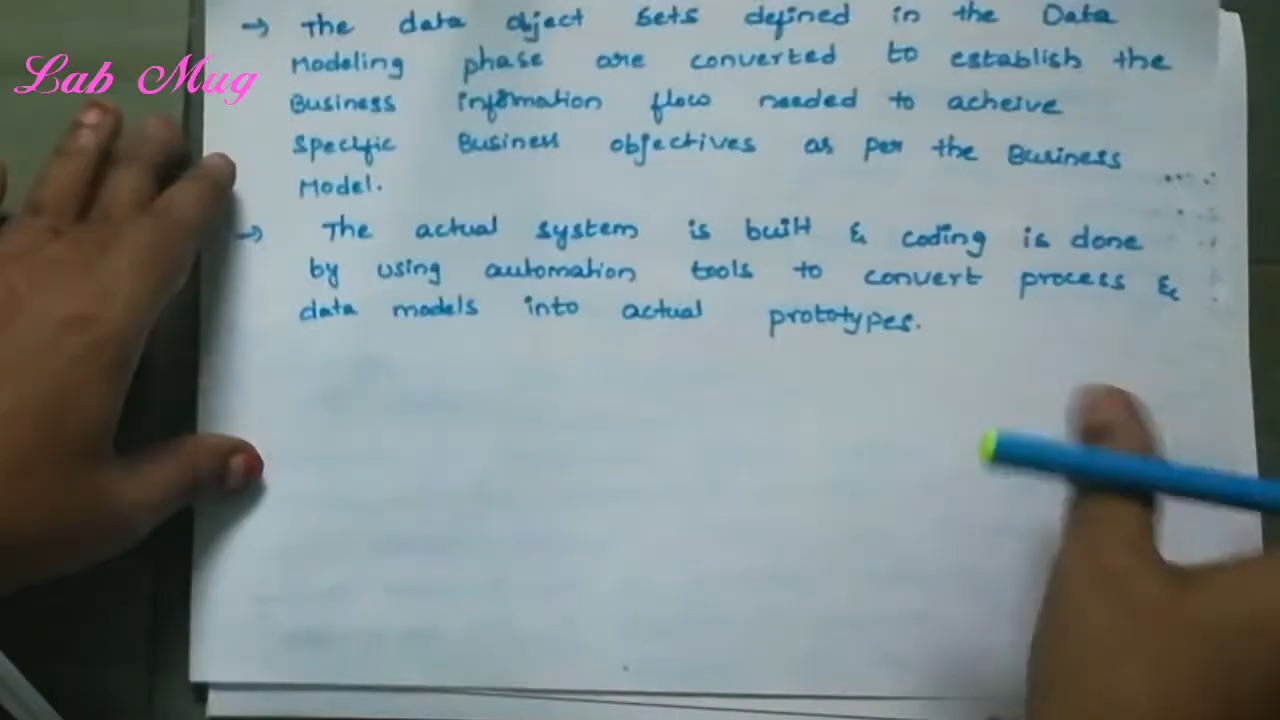 Lab Mug
→ The data object sets defined in the Data
Modeling phase are converted to establish the
Business information flow needed to acheive
Specific Business objectives as per the Business
Model.
→ The actual system is built & coding is done
by using automation tools to convert process &
data models into actual prototypes.